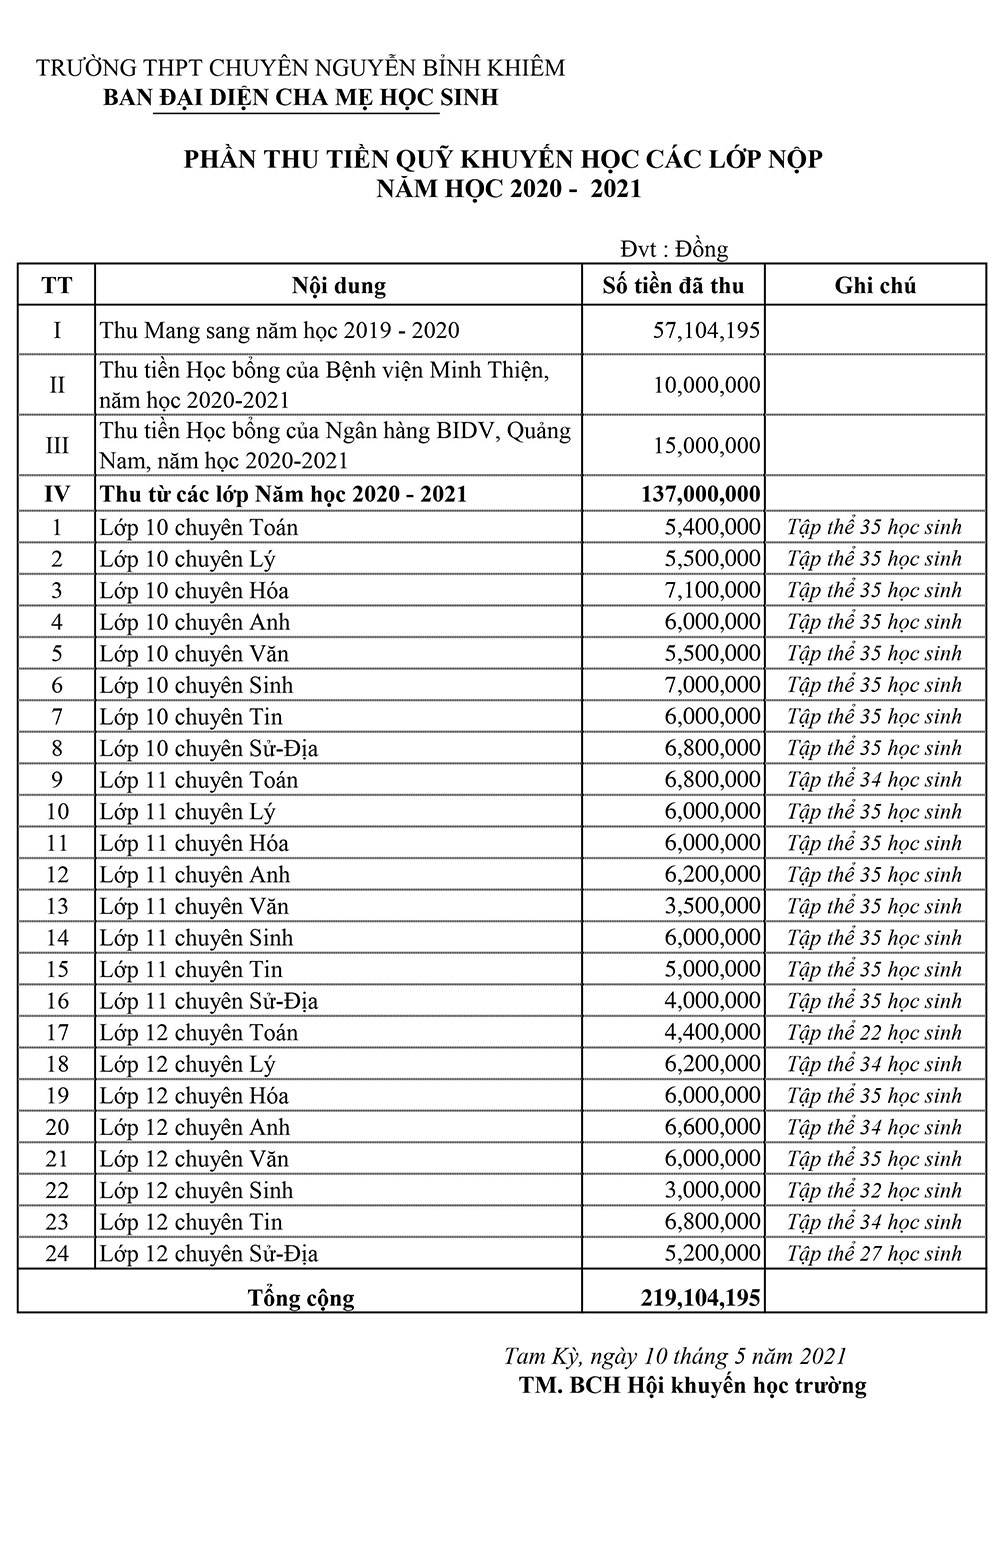 TRƯỜNG THPT CHUYÊN NGUYỄN BỈNH KHIÊM
BAN ĐẠI DIỆN CHA MẸ HỌC SINH
PHẦN THU TIỀN QUỸ KHUYẾN HỌC CÁC LỚP NỘP
NĂM HỌC 2020 - 2021
Đvt : Đồng
TT Nội dung Số tiền đã thu Ghi chú
I Thu Mang sang năm học 2019 - 2020 57,104,195
II Thu tiền Học bổng của Bệnh viện Minh Thiện, 10,000,000
năm học 2020-2021
III Thu tiền Học bổng của Ngân hàng BIDV, Quảng 15,000,000
Nam, năm học 2020-2021
IV Thu từ các lớp Năm học 2020 - 2021 137,000,000
1 Lớp 10 chuyên Toán 5,400,000 Tập thể 35 học sinh
2 Lớp 10 chuyên Lý 5,500,000 Tập thể 35 học sinh
3 Lớp 10 chuyên Hóa 7,100,000 Tập thể 35 học sinh
4 Lớp 10 chuyên Anh 6,000,000 Tập thể 35 học sinh
5 Lớp 10 chuyên Văn 5,500,000 Tập thể 35 học sinh
6 Lớp 10 chuyên Sinh 7,000,000 Tập thể 35 học sinh
7 Lớp 10 chuyên Tin 6,000,000 Tập thể 35 học sinh
8 Lớp 10 chuyên Sử-Địa 6,800,000 Tập thể 35 học sinh
9 Lớp 11 chuyên Toán 6,800,000 Tập thể 34 học sinh
10 Lớp 11 chuyên Lý 6,000,000 Tập thể 35 học sinh
11 Lớp 11 chuyên Hóa 6,000,000 Tập thể 35 học sinh
12 Lớp 11 chuyên Anh 6,200,000 Tập thể 35 học sinh
13 Lớp 11 chuyên Văn 3,500,000 Tập thể 35 học sinh
14 Lớp 11 chuyên Sinh 6,000,000 Tập thể 35 học sinh
15 Lớp 11 chuyên Tin 5,000,000 Tập thể 35 học sinh
16 Lớp 11 chuyên Sử-Địa 4,000,000 Tập thể 35 học sinh
17 Lớp 12 chuyên Toán 4,400,000 Tập thể 22 học sinh
18 Lớp 12 chuyên Lý 6,200,000 Tập thể 34 học sinh
19 Lớp 12 chuyên Hóa 6,000,000 Tập thể 35 học sinh
20 Lớp 12 chuyên Anh 6,600,000 Tập thể 34 học sinh
21 Lớp 12 chuyên Văn 6,000,000 Tập thể 35 học sinh
22 Lớp 12 chuyên Sinh 3,000,000 Tập thể 32 học sinh
23 Lớp 12 chuyên Tin 6,800,000 Tập thể 34 học sinh
24 Lớp 12 chuyên Sử-Địa 5,200,000 Tập thể 27 học sinh
Tổng cộng 219,104,195
Tam Kỳ, ngày 10 tháng 5 năm 2021
TM. BCH Hội khuyến học trường